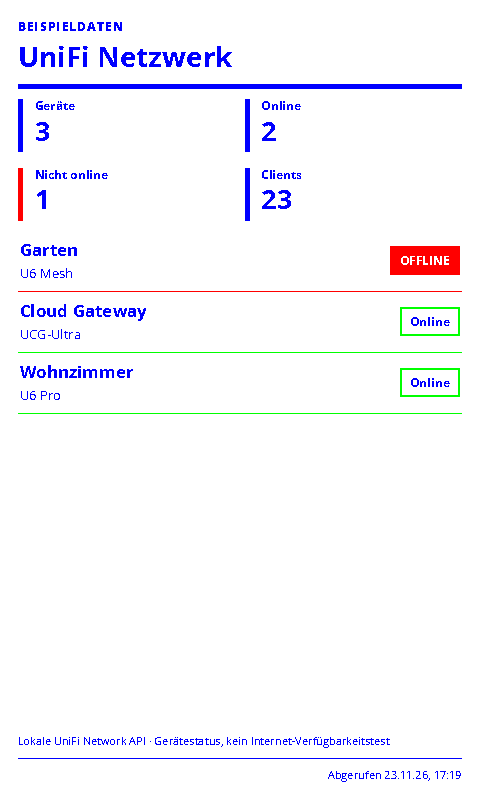 BEISPIELDATEN
UniFi Netzwerk
Geräte
3
Online
2
Nicht online
1
Clients
23
Garten
U6 Mesh
OFFLINE
Cloud Gateway
UCG-Ultra
Online
Wohnzimmer
U6 Pro
Online
Lokale UniFi Network API · Gerätestatus, kein Internet-Verfügbarkeitstest
Abgerufen 23.11.26, 17:19